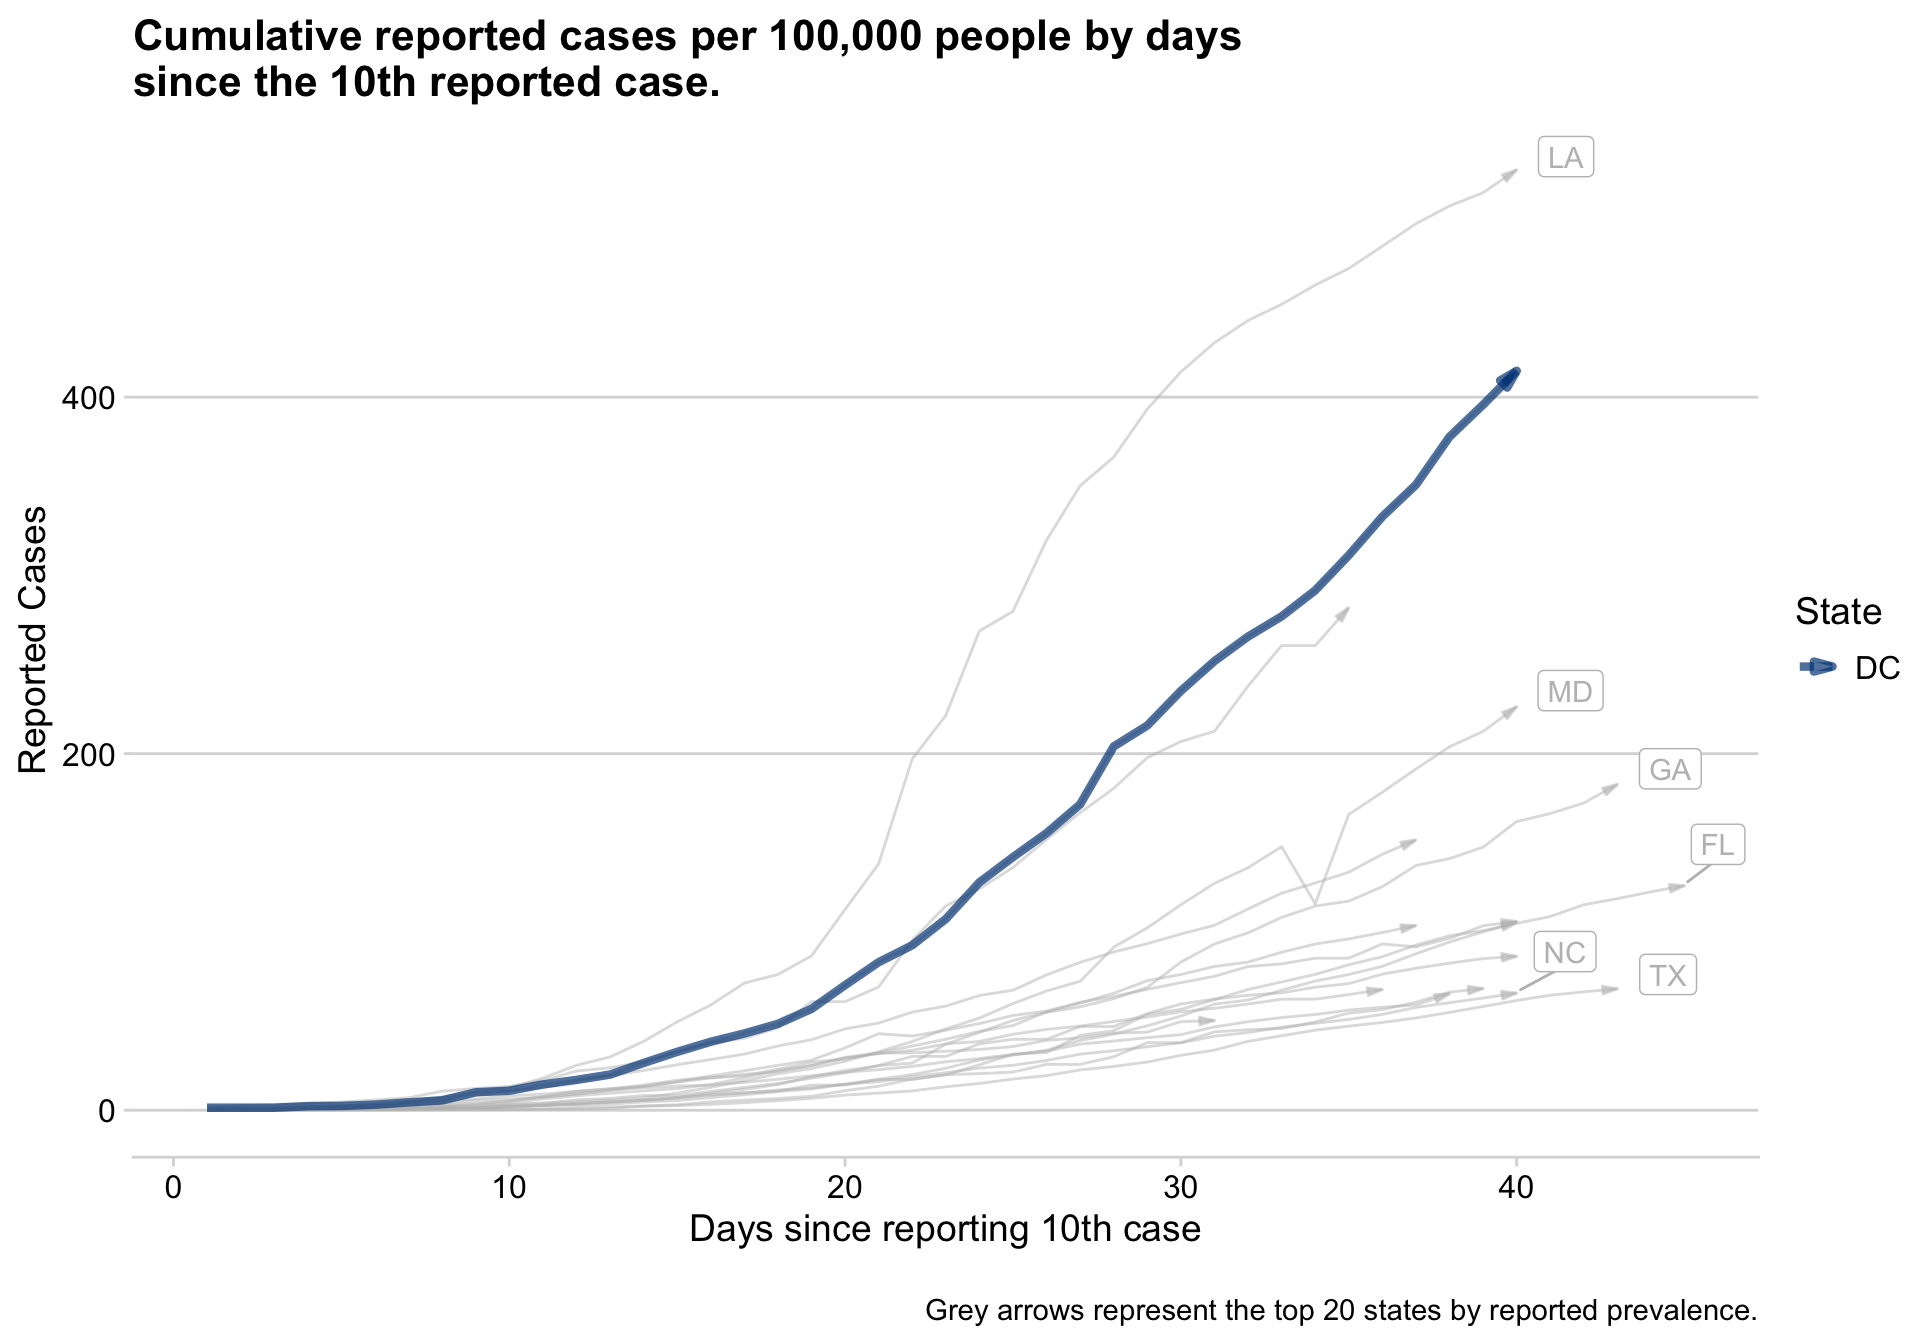 Cumulative reported cases per 100,000 people by days
since the 10th reported case.
LA
400
Reported Cases
State
DC
MD
200
GA
FL
NC
TX
0
0 10 20 30 40
Days since reporting 10th case
Grey arrows represent the top 20 states by reported prevalence.